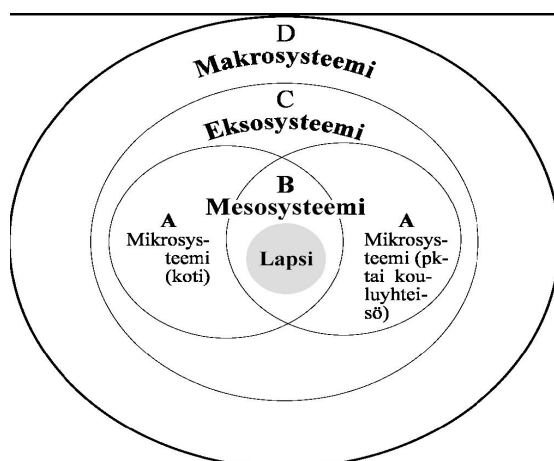 D
Makrosysteemi
C
Eksosysteemi
B
Mesosysteemi
A
Mikrosys-
teemi
(koti)
Lapsi
A
Mikrosys-
teemi (pk-
tai kou-
luyhtei-
sö)